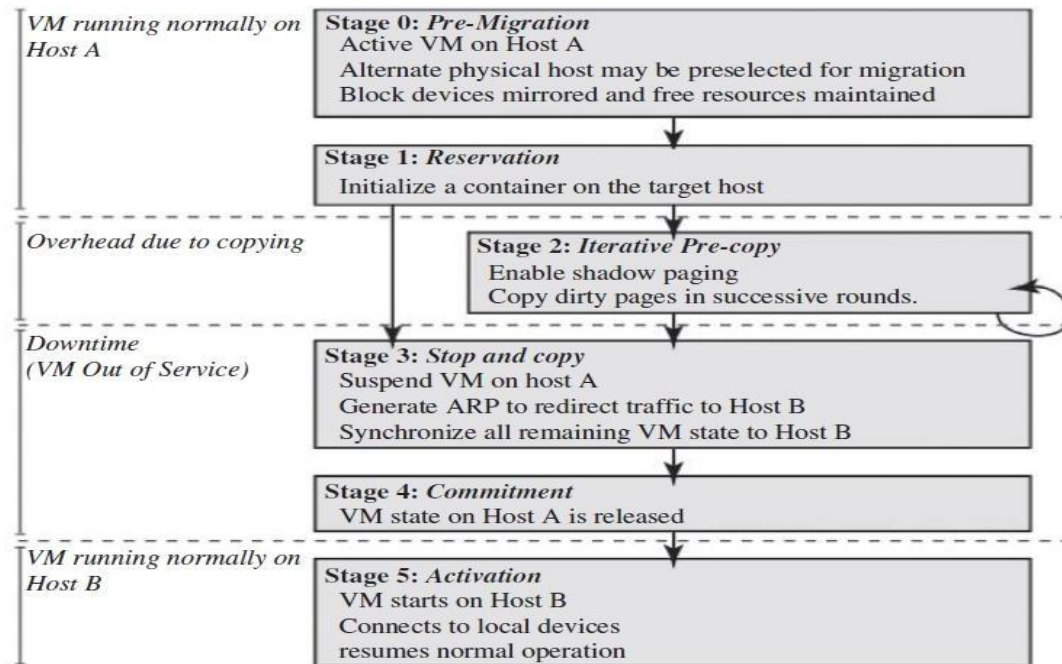 VM running normally on
Host A
Stage 0: Pre-Migration
Active VM on Host A
Alternate physical host may be preselected for migration
Block devices mirrored and free resources maintained
Stage 1: Reservation
Initialize a container on the target host
Overhead due to copying
Stage 2: Iterative Pre-copy
Enable shadow paging
Copy dirty pages in successive rounds.
Downtime
(VM Out of Service)
Stage 3: Stop and copy
Suspend VM on host A
Generate ARP to redirect traffic to Host B
Synchronize all remaining VM state to Host B
Stage 4: Commitment
VM state on Host A is released
VM running normally on
Host B
Stage 5: Activation
VM starts on Host B
Connects to local devices
resumes normal operation